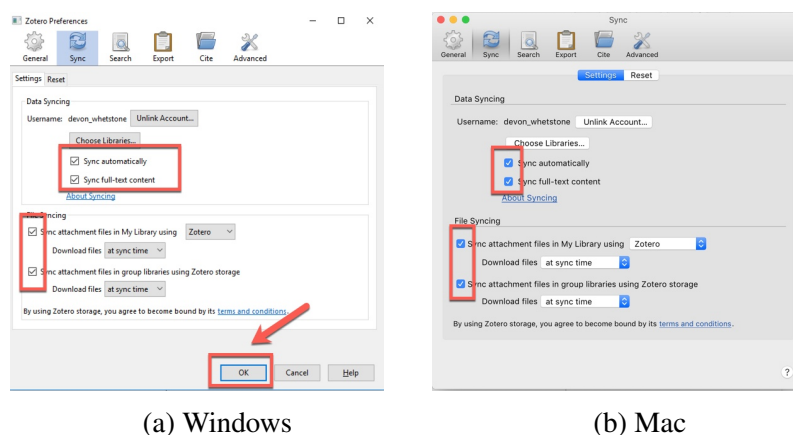 Zotero Preferences
General Sync Search Export Cite Advanced
Settings Reset
Data Syncing
Username: devon_whetstone Unlink Account...
Choose Libraries...
Sync automatically
Sync full-text content
About Syncing
File Syncing
Sync attachment files in My Library using Zotero
Download files at sync time
Sync attachment files in group libraries using Zotero storage
Download files at sync time
By using Zotero storage, you agree to become bound by its terms and conditions.
OK Cancel Help
(a) Windows
Sync
General Sync Search Export Cite Advanced
Settings Reset
Data Syncing
Username: devon_whetstone Unlink Account...
Choose Libraries...
Sync automatically
Sync full-text content
About Syncing
File Syncing
Sync attachment files in My Library using Zotero
Download files at sync time
Sync attachment files in group libraries using Zotero storage
Download files at sync time
By using Zotero storage, you agree to become bound by its terms and conditions.
?
(b) Mac